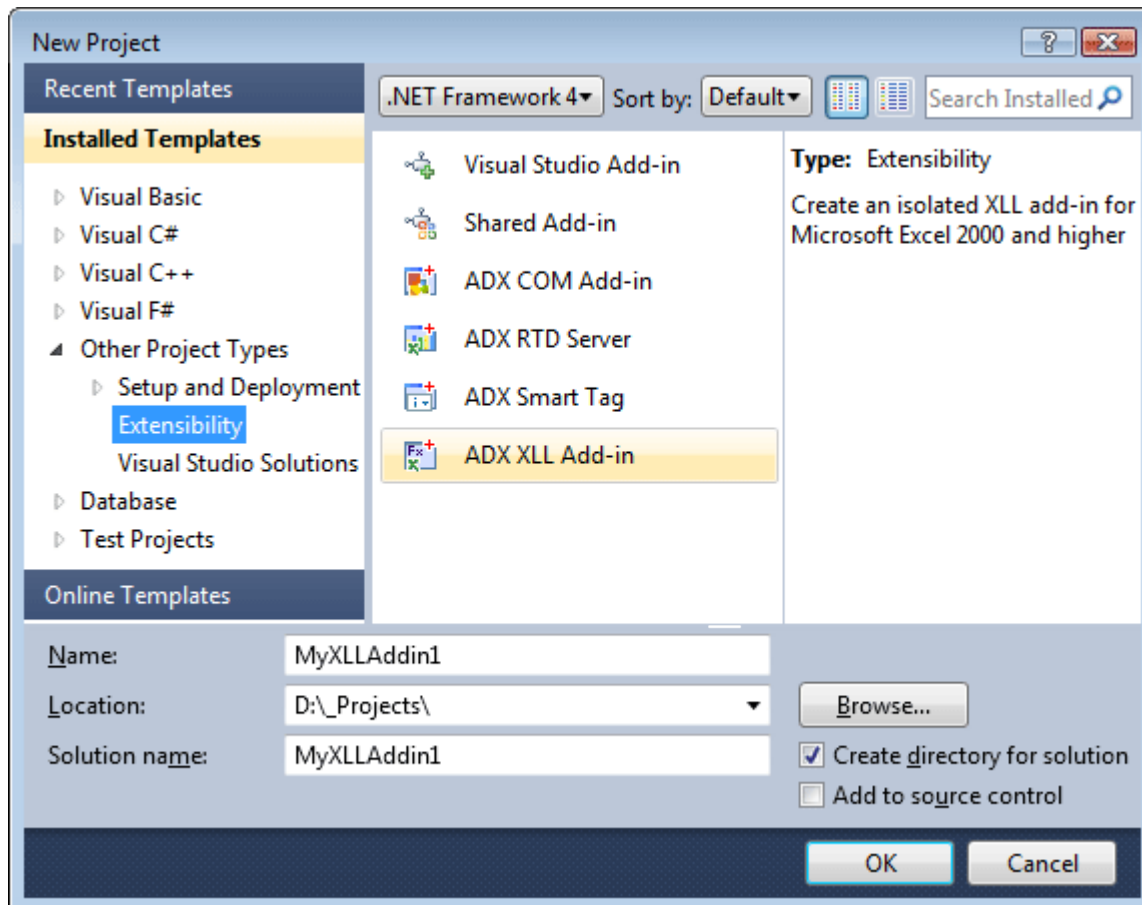 New Project
Recent Templates
.NET Framework 4
Sort by:
Default
Search Installed
Installed Templates
Visual Basic
Visual C#
Visual C++
Visual F#
Other Project Types
Setup and Deployment
Extensibility
Visual Studio Solutions
Database
Test Projects
Online Templates
Visual Studio Add-in
Shared Add-in
ADX COM Add-in
ADX RTD Server
ADX Smart Tag
ADX XLL Add-in
Type: Extensibility
Create an isolated XLL add-in for
Microsoft Excel 2000 and higher
Name:
MyXLLAddin1
Location:
D:\_Projects\
Browse...
Solution name:
MyXLLAddin1
Create directory for solution
Add to source control
OK
Cancel